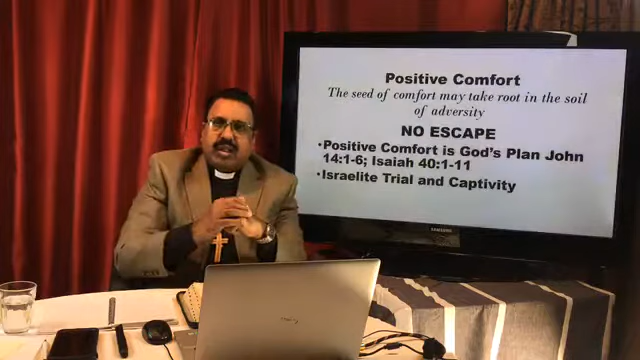 Positive Comfort
The seed of comfort may take root in the soil
of adversity
NO ESCAPE
•Positive Comfort is God's Plan John
14:1-6; Isaiah 40:1-11
•Israelite Trial and Captivity
SAMSUNG